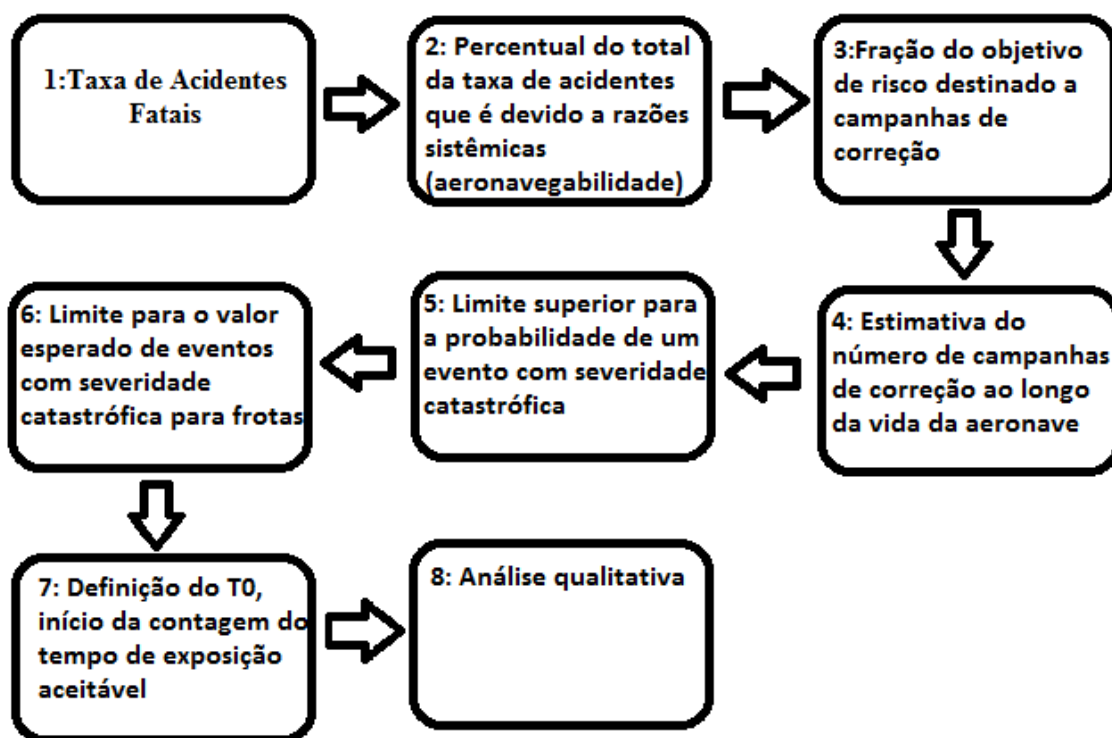 1:Taxa de Acidentes
Fatais
2: Percentual do total
da taxa de acidentes
que é devido a razões
sistêmicas
(aeronavegabilidade)
3:Fração do objetivo
de risco destinado a
campanhas de
correção
4: Estimativa do
número de campanhas
de correção ao longo
da vida da aeronave
5: Limite superior para
a probabilidade de um
evento com severidade
catastrófica
6: Limite para o valor
esperado de eventos
com severidade
catastrófica para frotas
7: Definição do T0,
início da contagem do
tempo de exposição
aceitável
8: Análise qualitativa